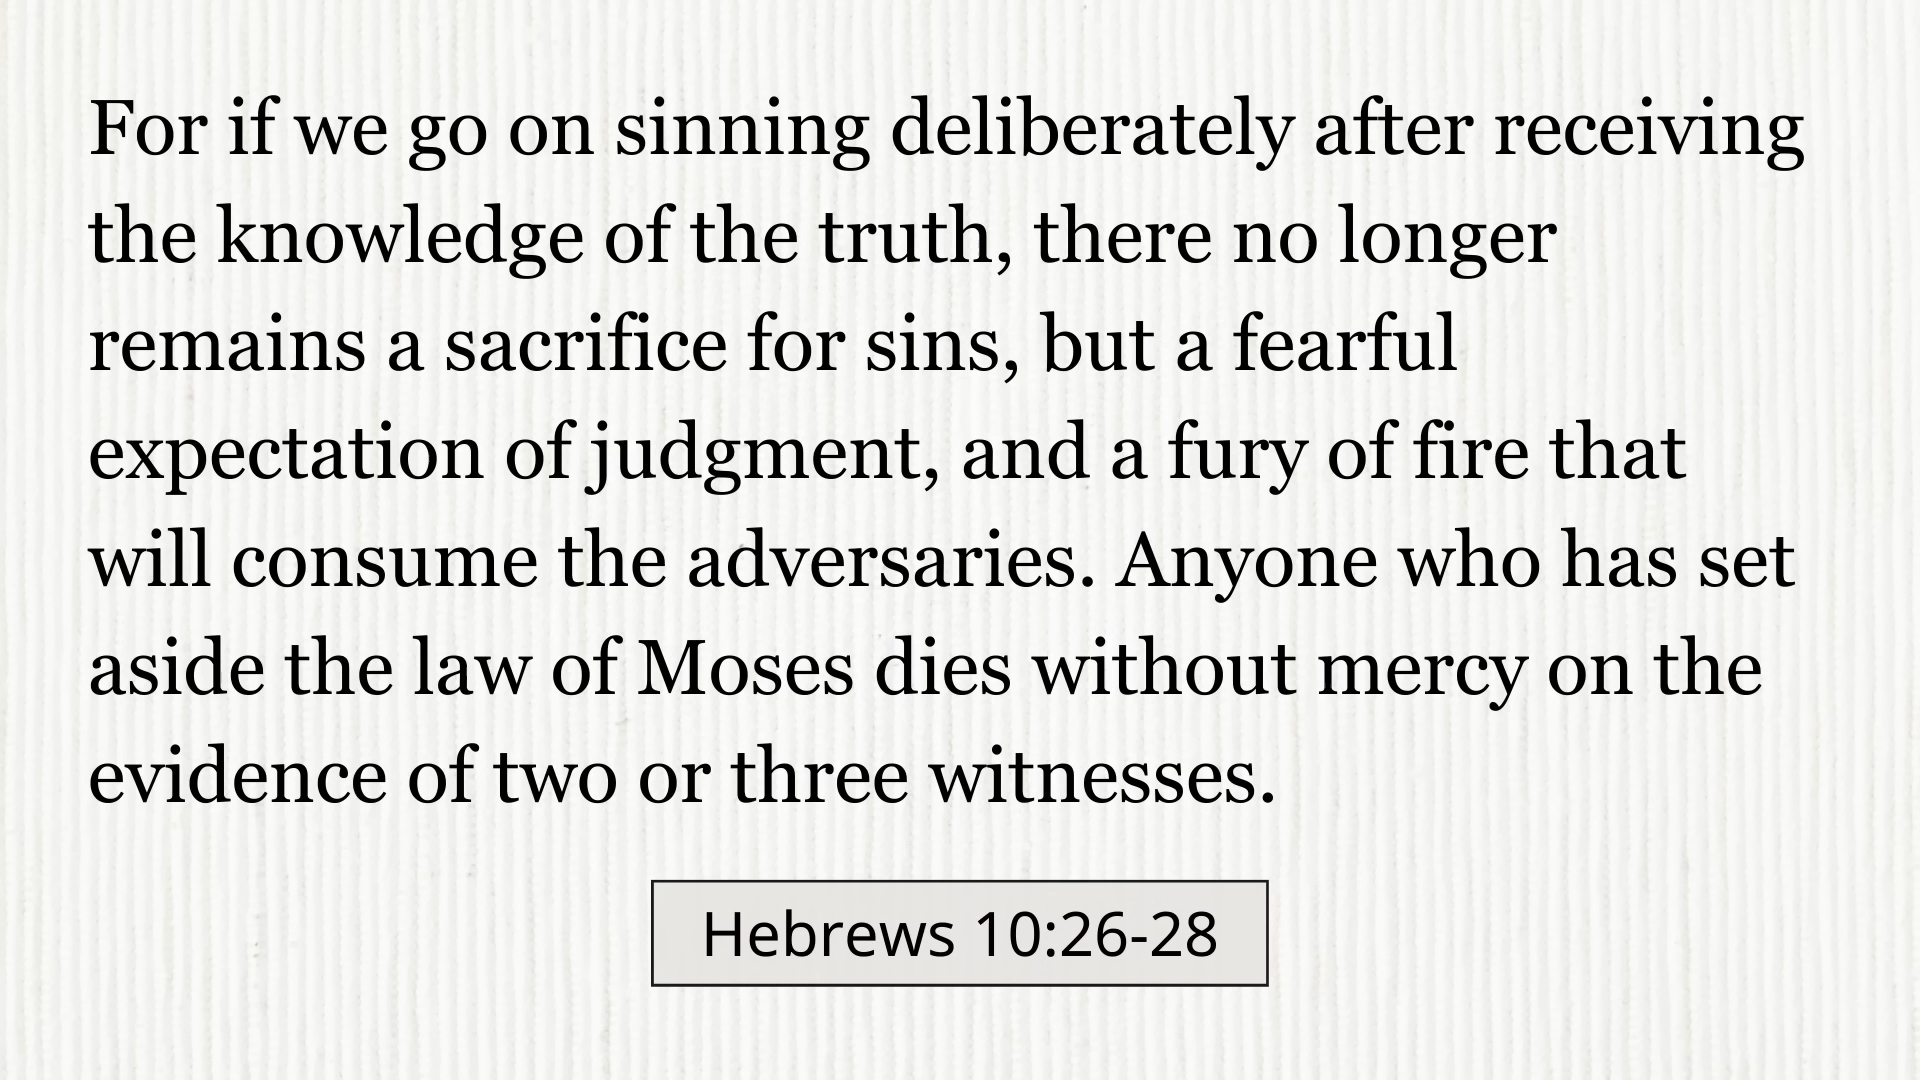 For if we go on sinning deliberately after receiving
the knowledge of the truth, there no longer
remains a sacrifice for sins, but a fearful
expectation of judgment, and a fury of fire that
will consume the adversaries. Anyone who has set
aside the law of Moses dies without mercy on the
evidence of two or three witnesses.
Hebrews 10:26-28